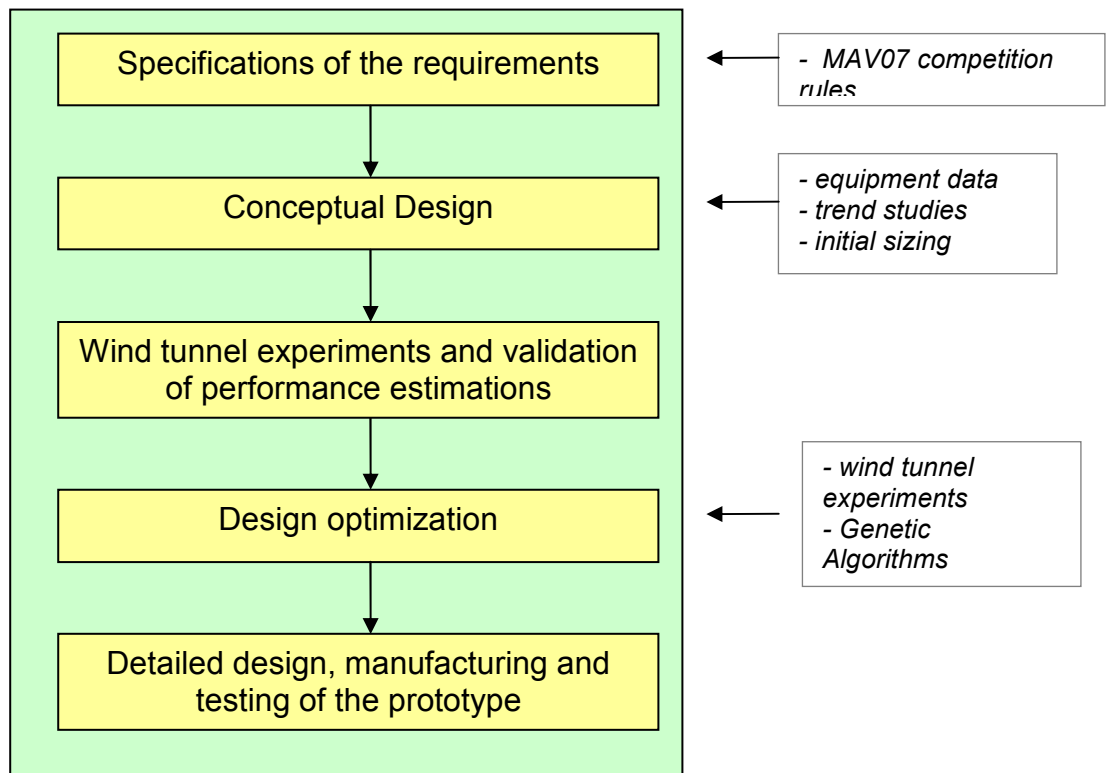 Specifications of the requirements
- MAV07 competition
rules
Conceptual Design
- equipment data
- trend studies
- initial sizing
Wind tunnel experiments and validation
of performance estimations
Design optimization
- wind tunnel
experiments
- Genetic
Algorithms
Detailed design, manufacturing and
testing of the prototype